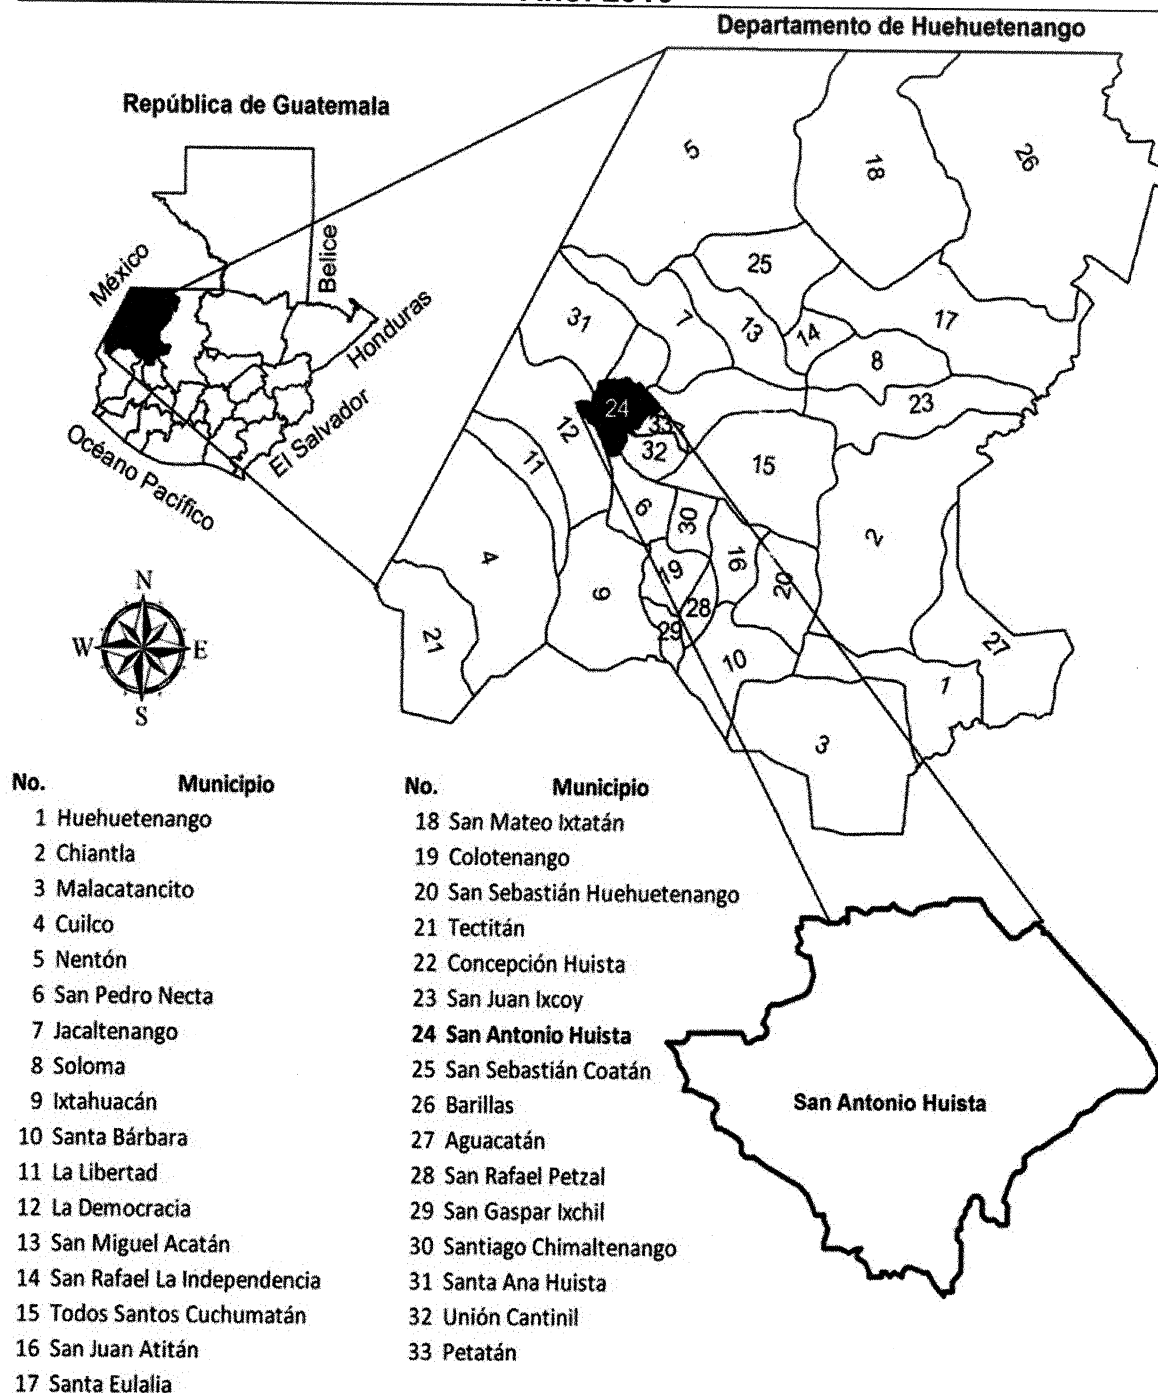 Departamento de Huehuetenango
República de Guatemala
México
Belice
Honduras
El Salvador
Océano Pacífico
N
W
E
S
5
18
26
25
31
7
13
14
17
8
23
24
33
12
32
15
11
6
30
2
4
16
19
20
9
28
29
21
27
10
1
3
No. Municipio
1 Huehuetenango
2 Chiantla
3 Malacatancito
4 Cuilco
5 Nentón
6 San Pedro Necta
7 Jacaltenango
8 Soloma
9 Ixtahuacán
10 Santa Bárbara
11 La Libertad
12 La Democracia
13 San Miguel Acatán
14 San Rafael La Independencia
15 Todos Santos Cuchumatán
16 San Juan Atitán
17 Santa Eulalia
No. Municipio
18 San Mateo Ixtatán
19 Colotenango
20 San Sebastián Huehuetenango
21 Tectitán
22 Concepción Huista
23 San Juan Ixcoy
24 San Antonio Huista
25 San Sebastián Coatán
26 Barillas
27 Aguacatán
28 San Rafael Petzal
29 San Gaspar Ixchil
30 Santiago Chimaltenango
31 Santa Ana Huista
32 Unión Cantinil
33 Petatán
San Antonio Huista